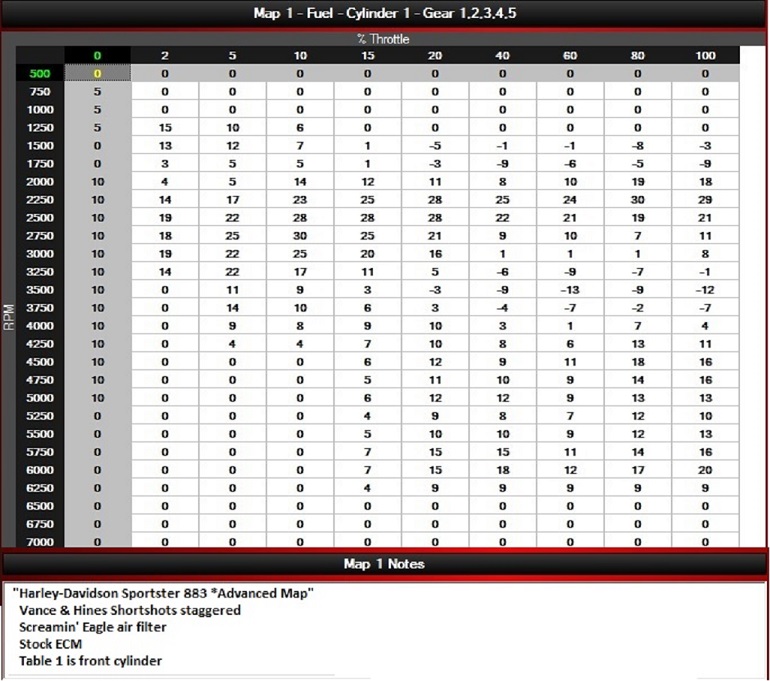 Map 1 - Fuel - Cylinder 1 - Gear 1,2,3,4,5
% Throttle
0 2 5 10 15 20 40 60 80 100
500 0 0 0 0 0 0 0 0 0 0
750 5 0 0 0 0 0 0 0 0 0
1000 5 0 0 0 0 0 0 0 0 0
1250 5 15 10 6 0 0 0 0 0 0
1500 0 13 12 7 1 -5 -1 -1 -8 -3
1750 0 3 5 5 1 -3 -9 -6 -5 -9
2000 10 4 5 14 12 11 8 10 19 18
2250 10 14 17 23 25 28 25 24 30 29
2500 10 19 22 28 28 28 22 21 19 21
2750 10 18 25 30 25 21 9 10 7 11
3000 10 19 22 25 20 16 1 1 1 8
3250 10 14 22 17 11 5 -6 -9 -7 -1
3500 10 0 11 9 3 -3 -9 -13 -9 -12
3750 10 0 14 10 6 3 -4 -7 -2 -7
RPM
4000 10 0 9 8 9 10 3 1 7 4
4250 10 0 4 4 7 10 8 6 13 11
4500 10 0 0 0 6 12 9 11 18 16
4750 10 0 0 0 5 11 10 9 14 16
5000 10 0 0 0 6 12 12 9 13 13
5250 0 0 0 0 4 9 8 7 12 10
5500 0 0 0 0 5 10 10 9 12 13
5750 0 0 0 0 7 15 15 11 14 16
6000 0 0 0 0 7 15 18 12 17 20
6250 0 0 0 0 4 9 9 9 9 9
6500 0 0 0 0 0 0 0 0 0 0
6750 0 0 0 0 0 0 0 0 0 0
7000 0 0 0 0 0 0 0 0 0 0
Map 1 Notes
"Harley-Davidson Sportster 883 *Advanced Map"
Vance & Hines Shortshots staggered
Screamin' Eagle air filter
Stock ECM
Table 1 is front cylinder